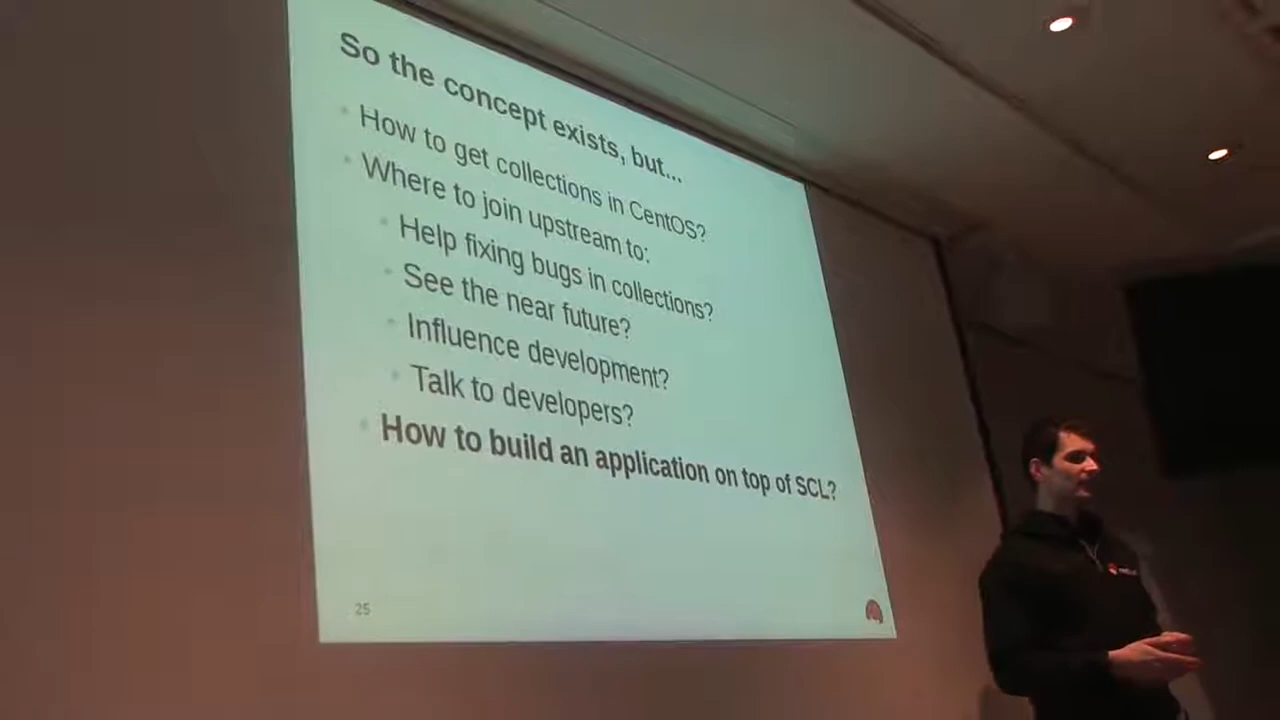 So the concept exists, but...
How to get collections in CentOS?
Where to join upstream to:
Help fixing bugs in collections?
See the near future?
Influence development?
Talk to developers?
How to build an application on top of SCL?
25